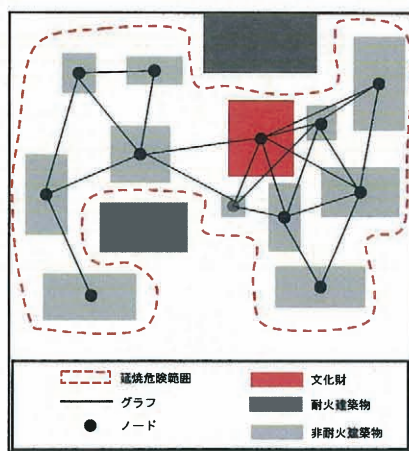 延焼危険範囲
グラフ
ノード
文化財
耐火建築物
非耐火建築物